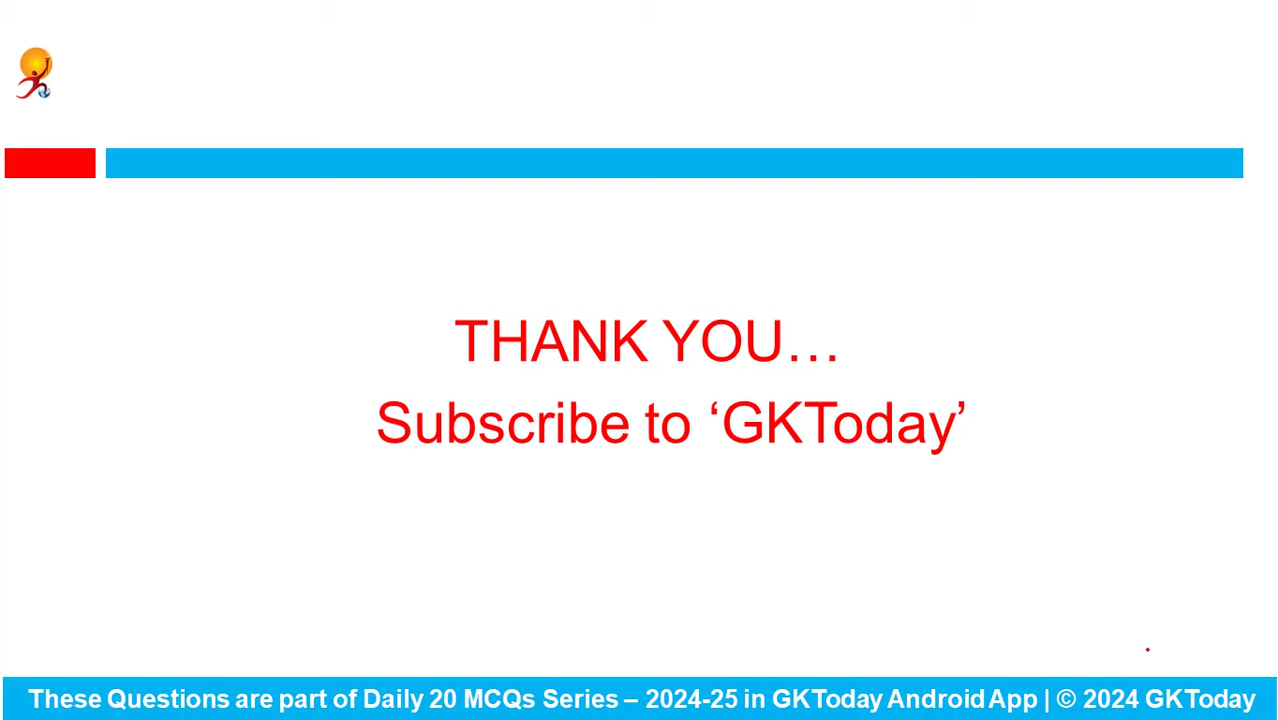 THANK YOU…
Subscribe to ‘GKToday’
These Questions are part of Daily 20 MCQs Series – 2024-25 in GKToday Android App | © 2024 GKToday